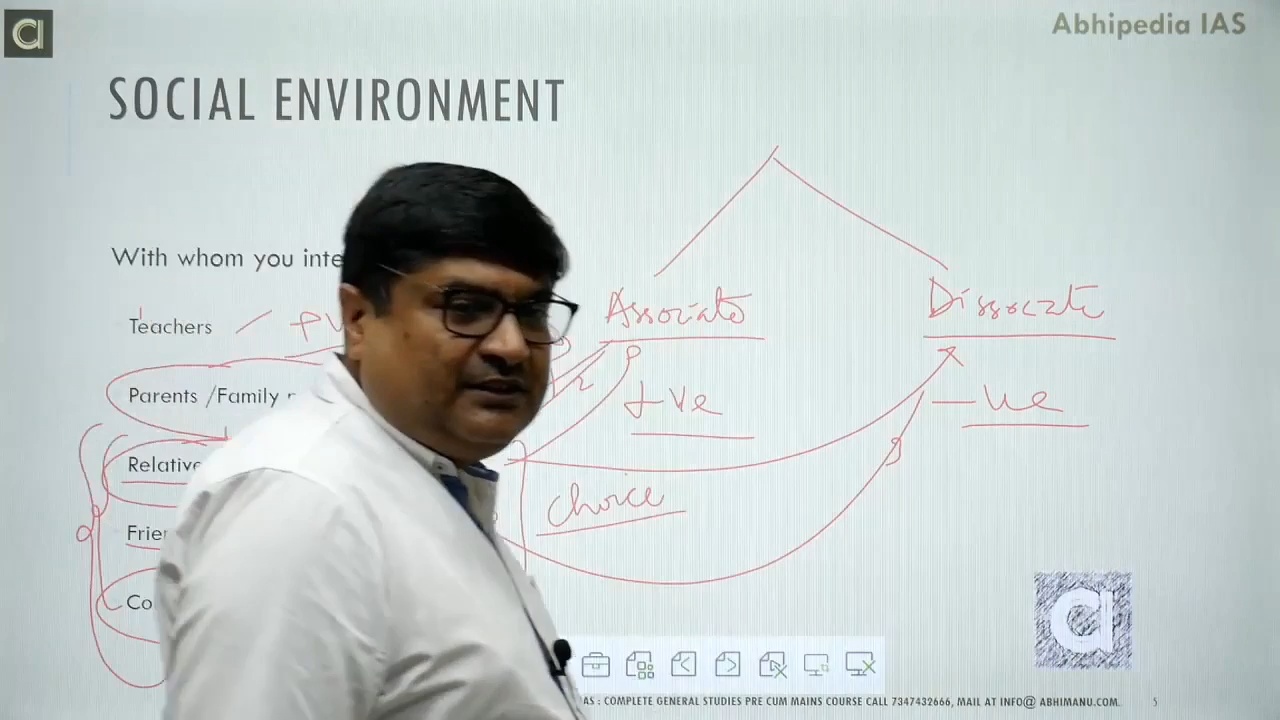 Abhipedia IAS
SOCIAL ENVIRONMENT
With whom you inte
Teachers
Associate
Dissociate
Parents /Family
+ve
-ve
Relative
choice
Frie
Co
AS : COMPLETE GENERAL STUDIES PRE CUM MAINS COURSE CALL 7347432666, MAIL AT INFO@ ABHIMANU.COM.
5